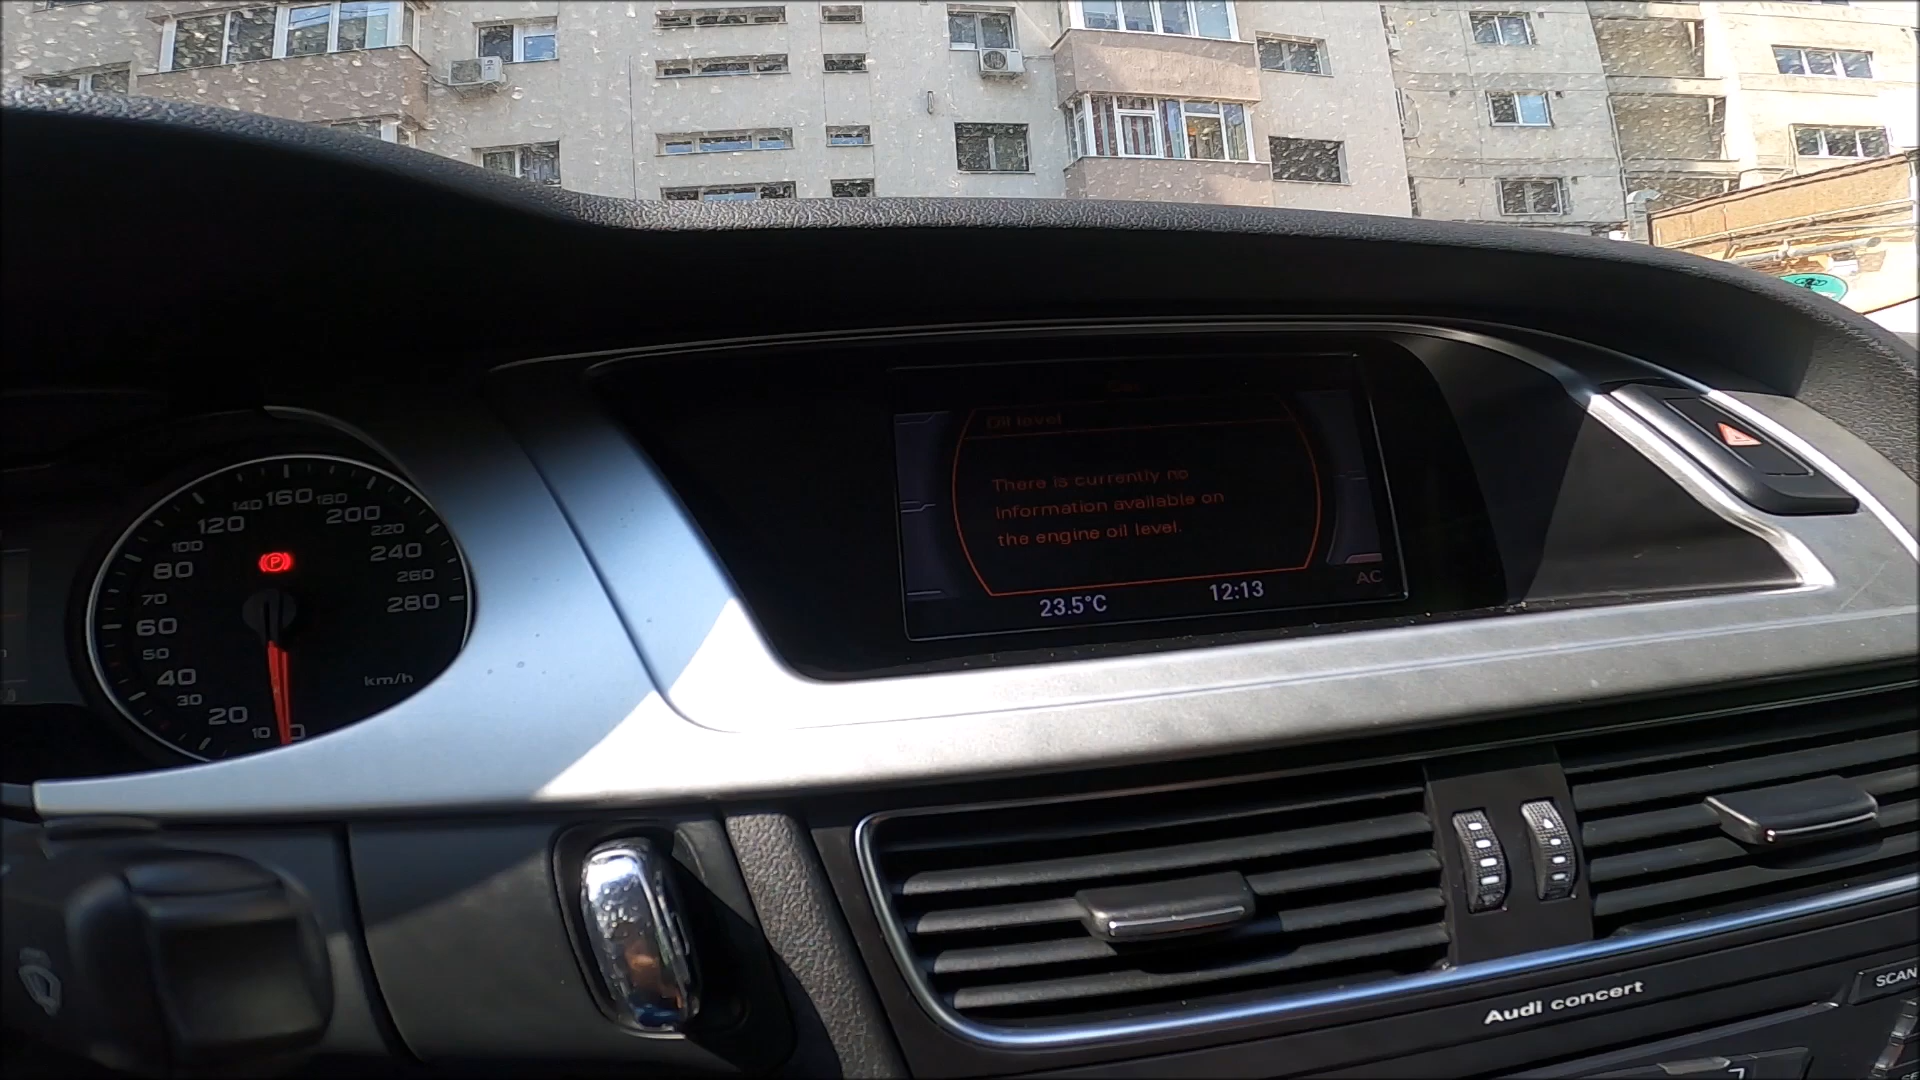 Oil level
There is currently no
information available on
the engine oil level.
AC
23.5°C
12:13
160
140
180
120
200
100
220
80
240
70
260
60
280
50
40
km/h
30
20
10
0
P
Audi concert
SCAN